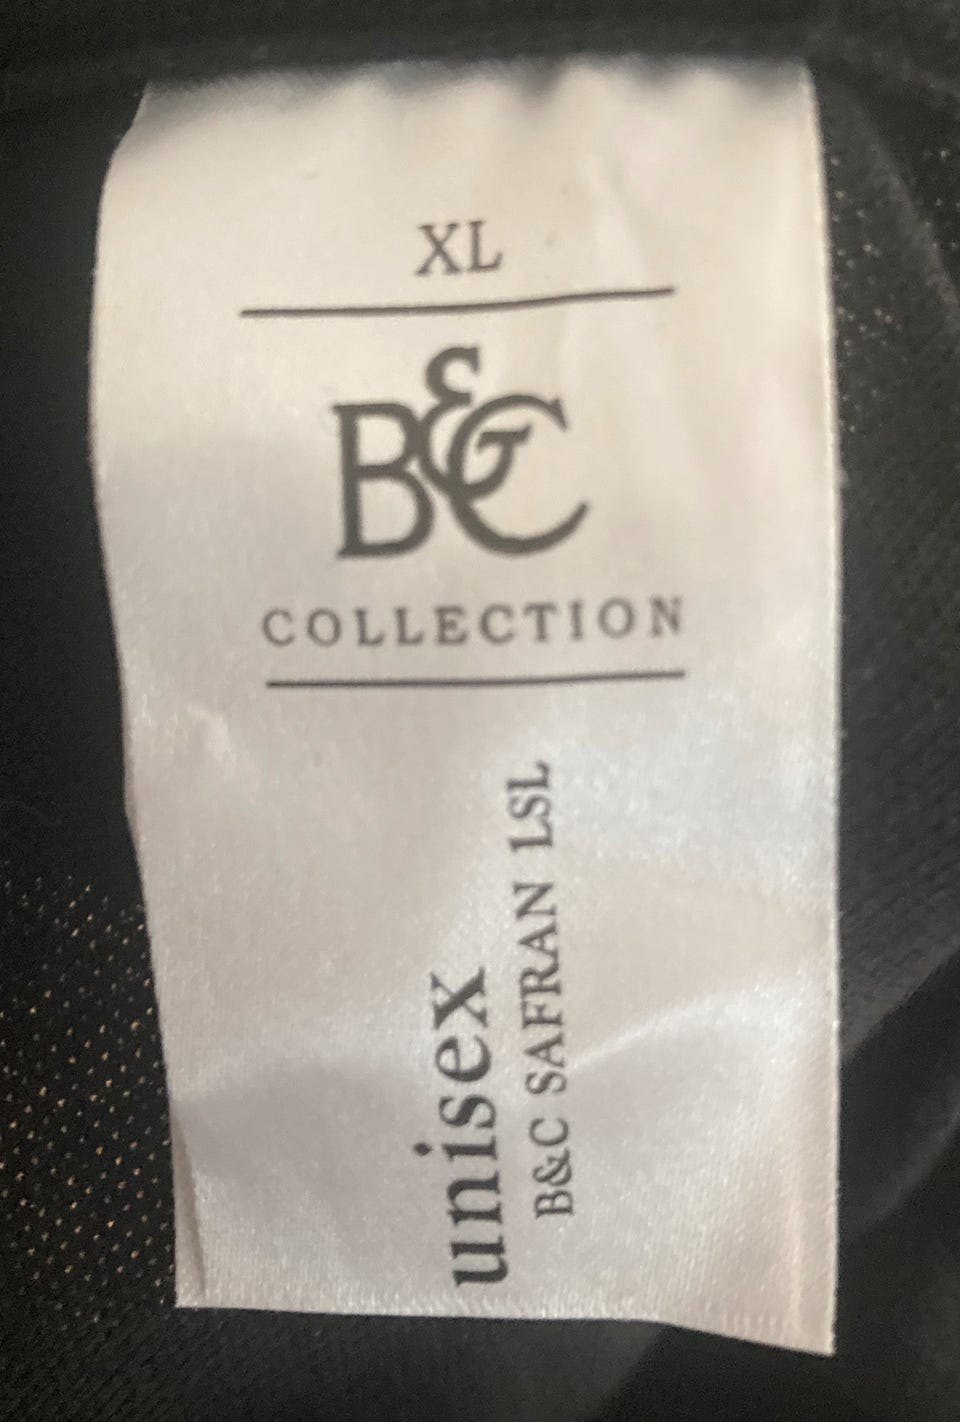 XL
B&C
COLLECTION
unisex
B&C SAFRAN LSL